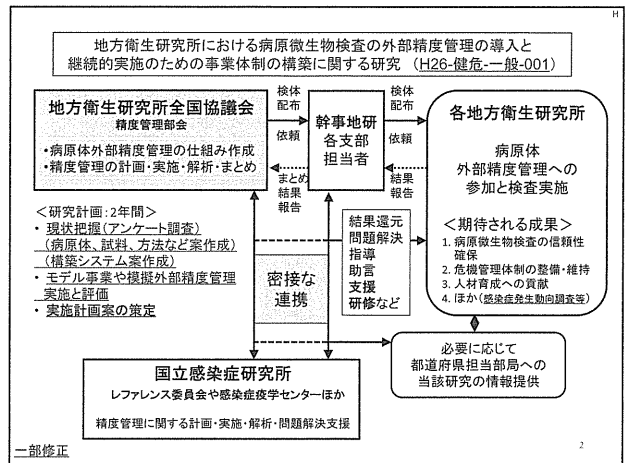 H
地方衛生研究所における病原微生物検査の外部精度管理の導入と
継続的実施のための事業体制の構築に関する研究 (H26-健危-一般-001)
地方衛生研究所全国協議会
精度管理部会
・病原体外部精度管理の仕組み作成
・精度管理の計画・実施・解析・まとめ
検体
配布
依頼
まとめ
結果
報告
幹事地研
各支部
担当者
検体
配布
依頼
結果
報告
各地方衛生研究所
病原体
外部精度管理への
参加と検査実施
<期待される成果>
1. 病原微生物検査の信頼性
確保
2. 危機管理体制の整備・維持
3. 人材育成への貢献
4. ほか(感染症発生動向調査等)
<研究計画:2年間>
・ 現状把握(アンケート調査)
(病原体、試料、方法など案作成)
(構築システム案作成)
・ モデル事業や模擬外部精度管理
実施と評価
・ 実施計画案の策定
密接な
連携
結果還元
問題解決
指導
助言
支援
研修など
必要に応じて
都道府県担当部局への
当該研究の情報提供
国立感染症研究所
レファレンス委員会や感染症疫学センターほか
精度管理に関する計画・実施・解析・問題解決支援
一部修正
2